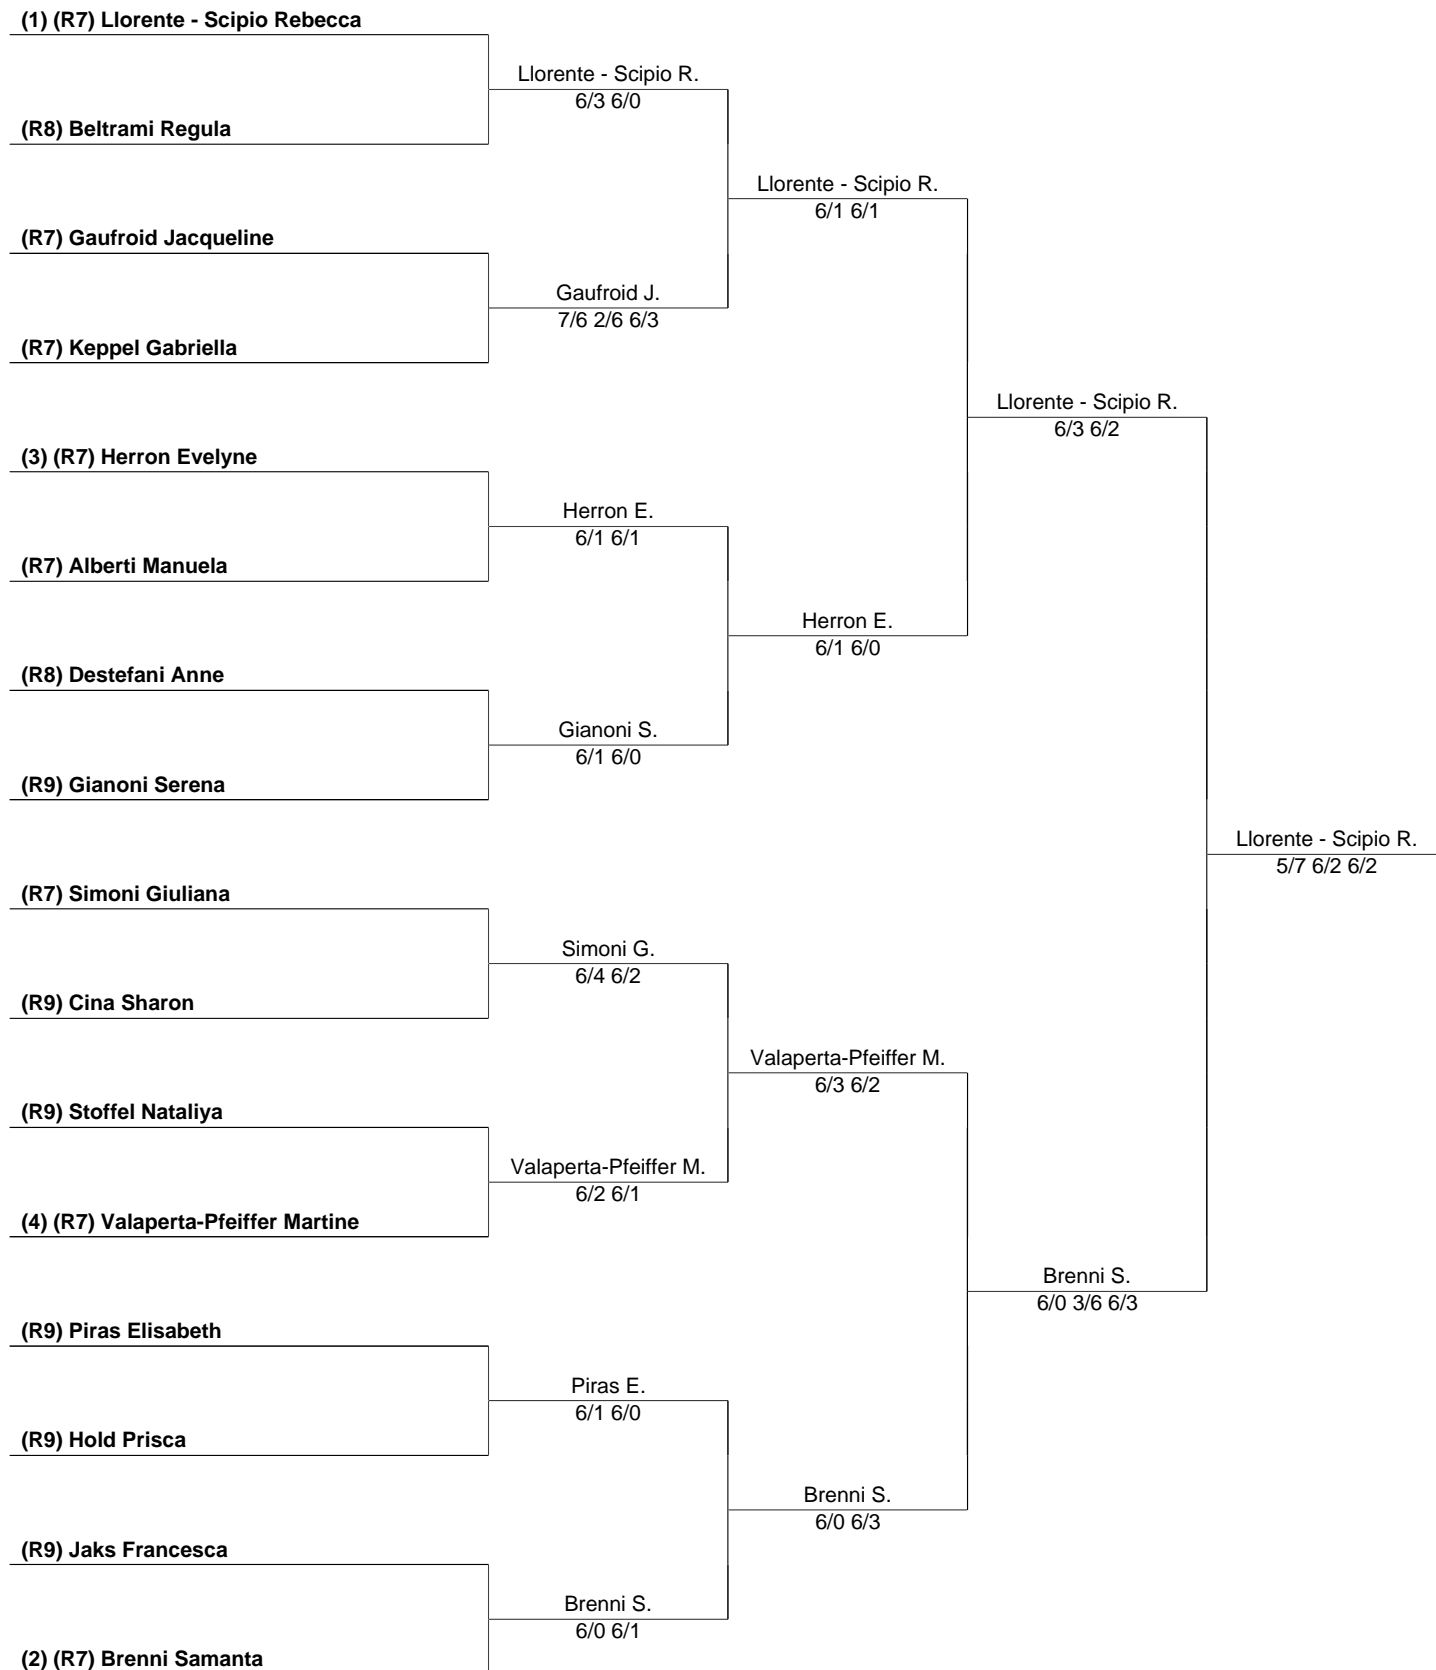 (1) (R7) Llorente - Scipio Rebecca
Llorente - Scipio R.
6/3 6/0
(R8) Beltrami Regula
Llorente - Scipio R.
6/1 6/1
(R7) Gaufroid Jacqueline
Gaufroid J.
7/6 2/6 6/3
(R7) Keppel Gabriella
Llorente - Scipio R.
6/3 6/2
(3) (R7) Herron Evelyne
Herron E.
6/1 6/1
(R7) Alberti Manuela
Herron E.
6/1 6/0
(R8) Destefani Anne
Gianoni S.
6/1 6/0
(R9) Gianoni Serena
Llorente - Scipio R.
5/7 6/2 6/2
(R7) Simoni Giuliana
Simoni G.
6/4 6/2
(R9) Cina Sharon
Valaperta-Pfeiffer M.
6/3 6/2
(R9) Stoffel Nataliya
Valaperta-Pfeiffer M.
6/2 6/1
(4) (R7) Valaperta-Pfeiffer Martine
Brenni S.
6/0 3/6 6/3
(R9) Piras Elisabeth
Piras E.
6/1 6/0
(R9) Hold Prisca
Brenni S.
6/0 6/3
(R9) Jaks Francesca
Brenni S.
6/0 6/1
(2) (R7) Brenni Samanta